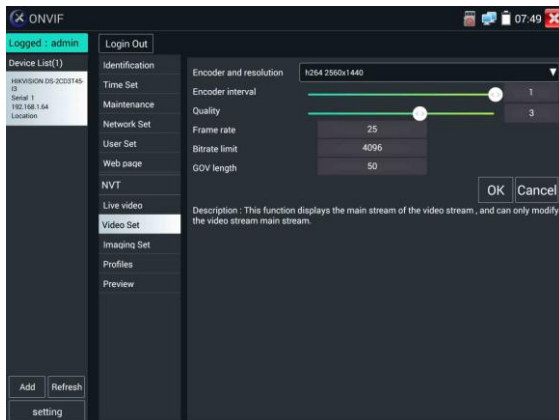 ONVIF
07:49
Logged : admin
Login Out
Device List(1)
HIKVISION DS-2CD3T45-
I3
Serial 1
192.168.1.64
Location
Identification
Time Set
Maintenance
Network Set
User Set
Web page
NVT
Live video
Video Set
Imaging Set
Profiles
Preview
Encoder and resolution
h264 2560x1440
Encoder interval
1
Quality
3
Frame rate
25
Bitrate limit
4096
GOV length
50
OK
Cancel
Description : This function displays the main stream of the video stream , and can only modify
the video stream main stream.
Add
Refresh
setting